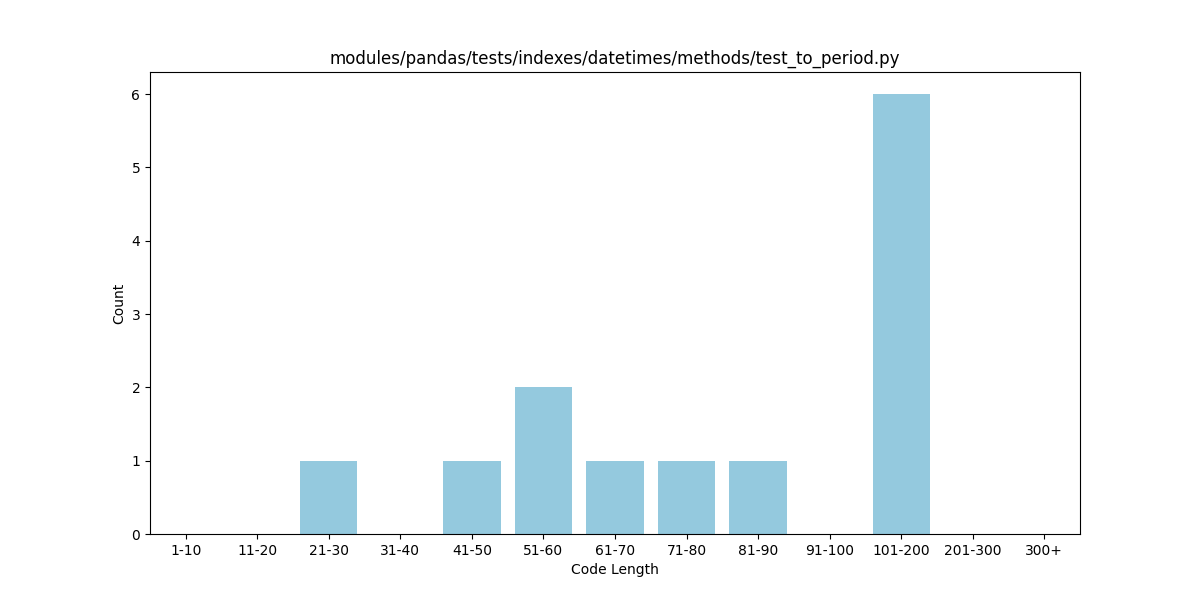 modules/pandas/tests/indexes/datetimes/methods/test_to_period.py
6
5
4
3
2
1
0
Count
1-10 11-20 21-30 31-40 41-50 51-60 61-70 71-80 81-90 91-100 101-200 201-300 300+
Code Length